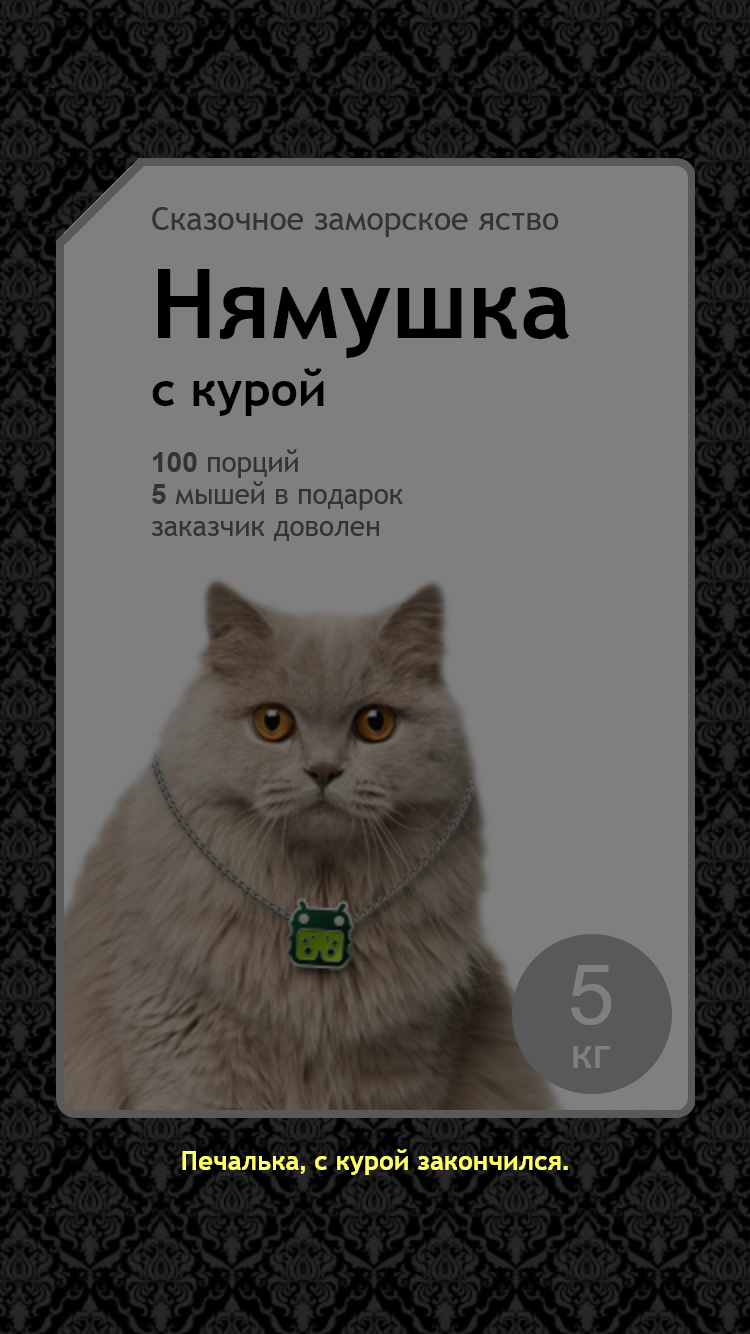 Сказочное заморское яство
Нямушка
с курой
100 порций
5 мышей в подарок
заказчик доволен
5
кг
Печалька, с курой закончился.